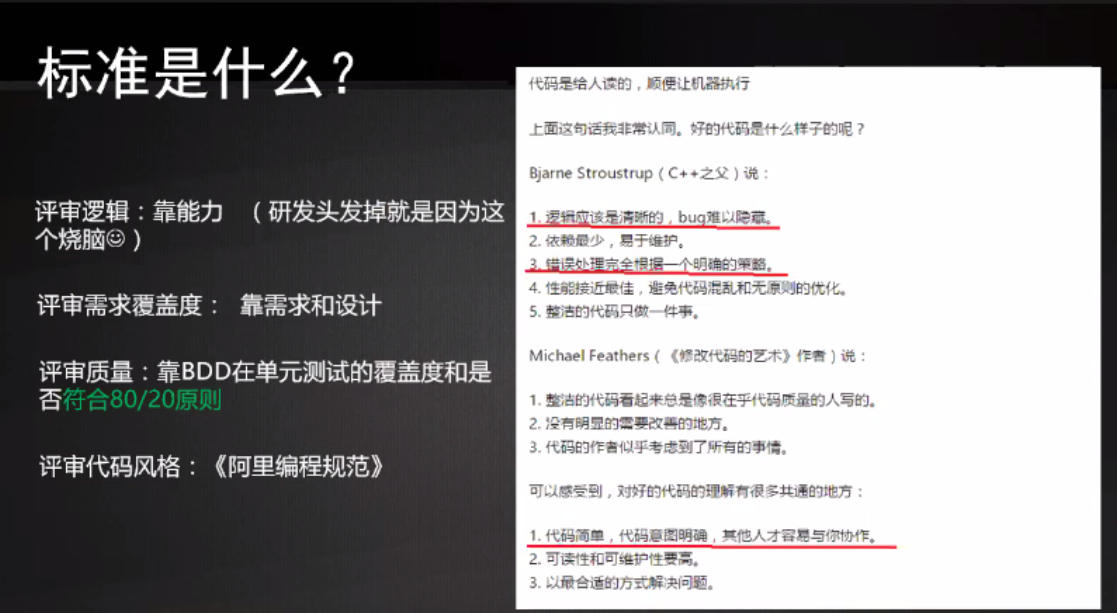 标准是什么？
评审逻辑：靠能力 （研发头发掉就是因为这
个烧脑☺）
评审需求覆盖度： 靠需求和设计
评审质量：靠BDD在单元测试的覆盖度和是
否符合80/20原则
评审代码风格：《阿里编程规范》
代码是给人读的，顺便让机器执行
上面这句话我非常认同。好的代码是什么样子的呢？
Bjarne Stroustrup（C++之父）说：
1. 逻辑应该是清晰的，bug难以隐藏。
2. 依赖最少，易于维护。
3. 错误处理完全根据一个明确的策略。
4. 性能接近最佳，避免代码混乱和无原则的优化。
5. 整洁的代码只做一件事。
Michael Feathers（《修改代码的艺术》作者）说：
1. 整洁的代码看起来总是像很在乎代码质量的人写的。
2. 没有明显的需要改善的地方。
3. 代码的作者似乎考虑到了所有的事情。
可以感受到，对好的代码的理解有很多共通的地方：
1. 代码简单，代码意图明确，其他人才容易与你协作。
2. 可读性和可维护性要高。
3. 以最合适的方式解决问题。